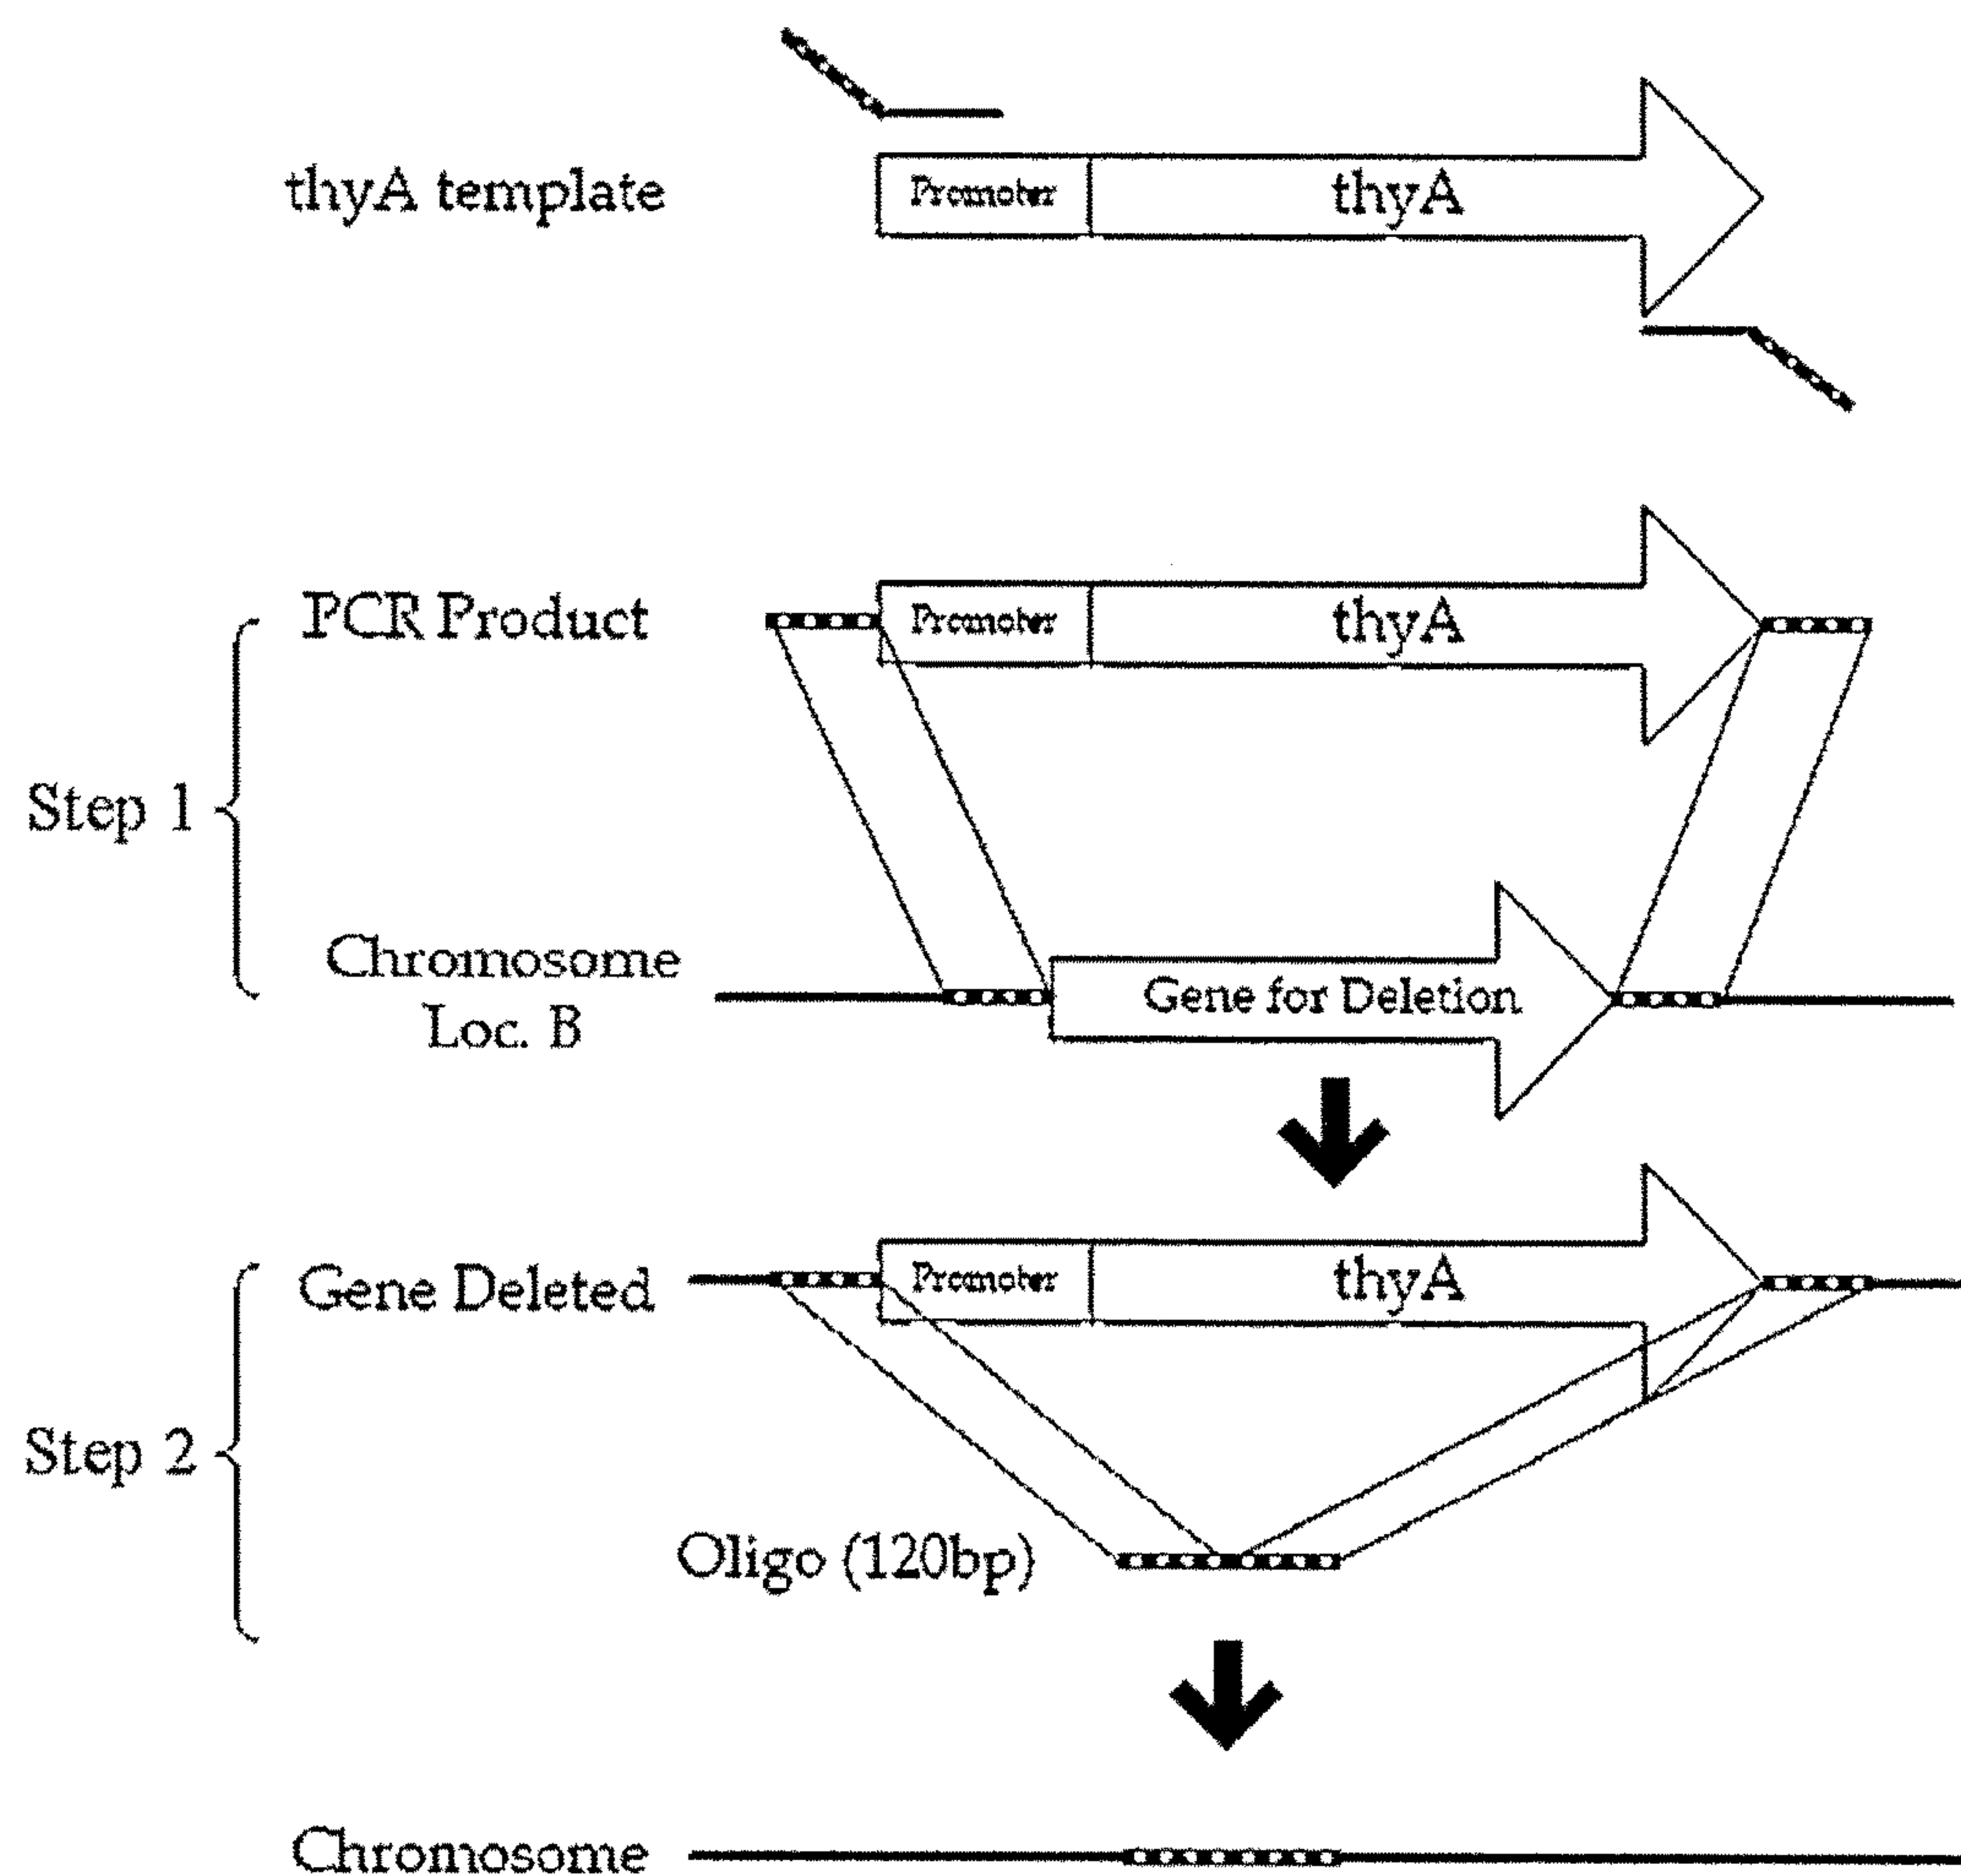 thyA template
Promoter
thyA
PCR Product
Promoter
thyA
Step 1
Chromosome
Loc. B
Gene for Deletion
Gene Deleted
Promoter
thyA
Step 2
Oligo (120bp)
Chromosome